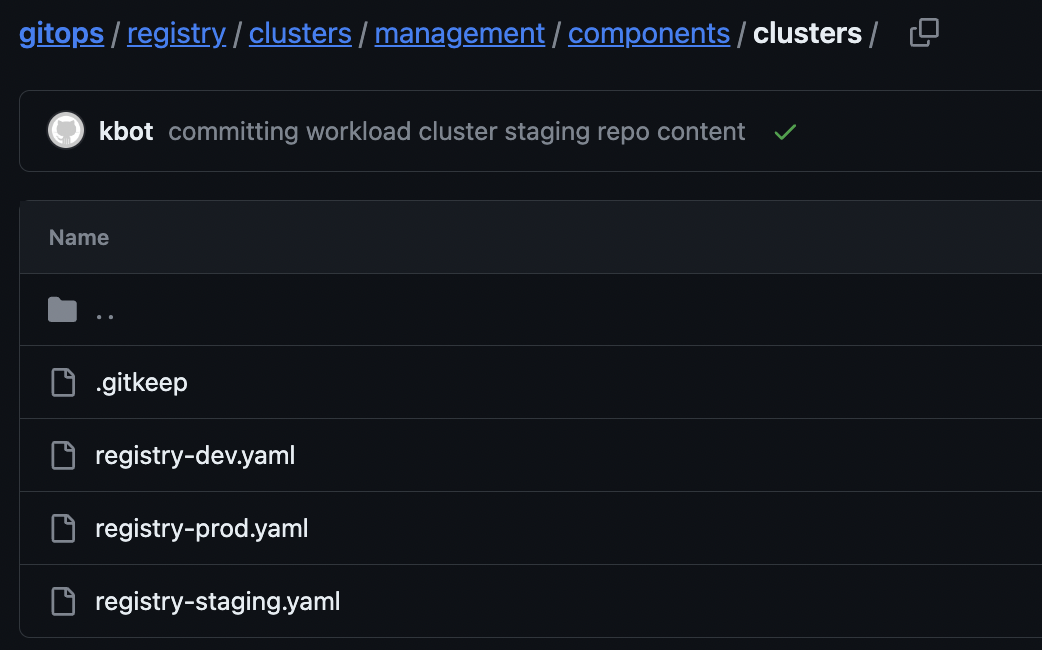 gitops / registry / clusters / management / components / clusters /
kbot committing workload cluster staging repo content
Name
..
.gitkeep
registry-dev.yaml
registry-prod.yaml
registry-staging.yaml